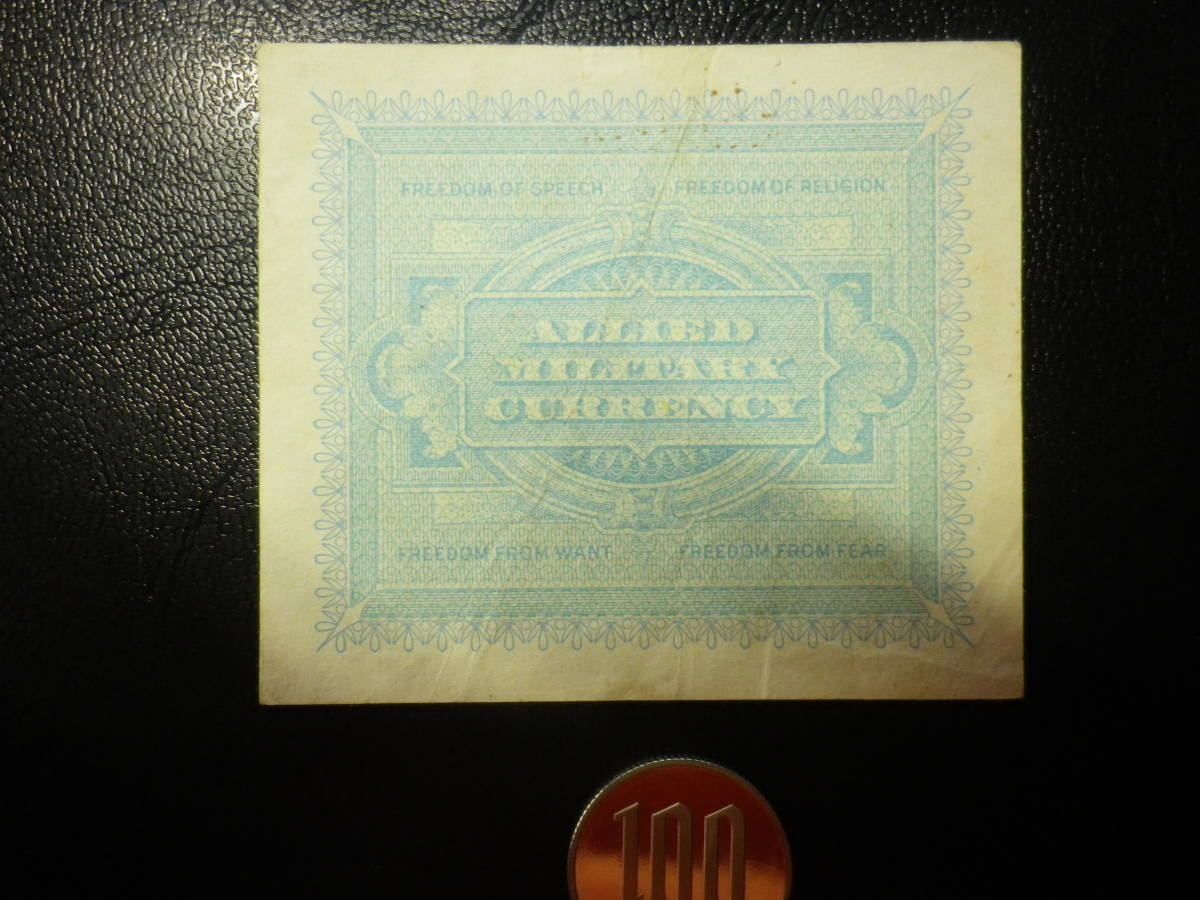 FREEDOM OF SPEECH FREEDOM OF RELIGION
ALLIED
MILITARY
CURRENCY
FREEDOM FROM WANT FREEDOM FROM FEAR
100